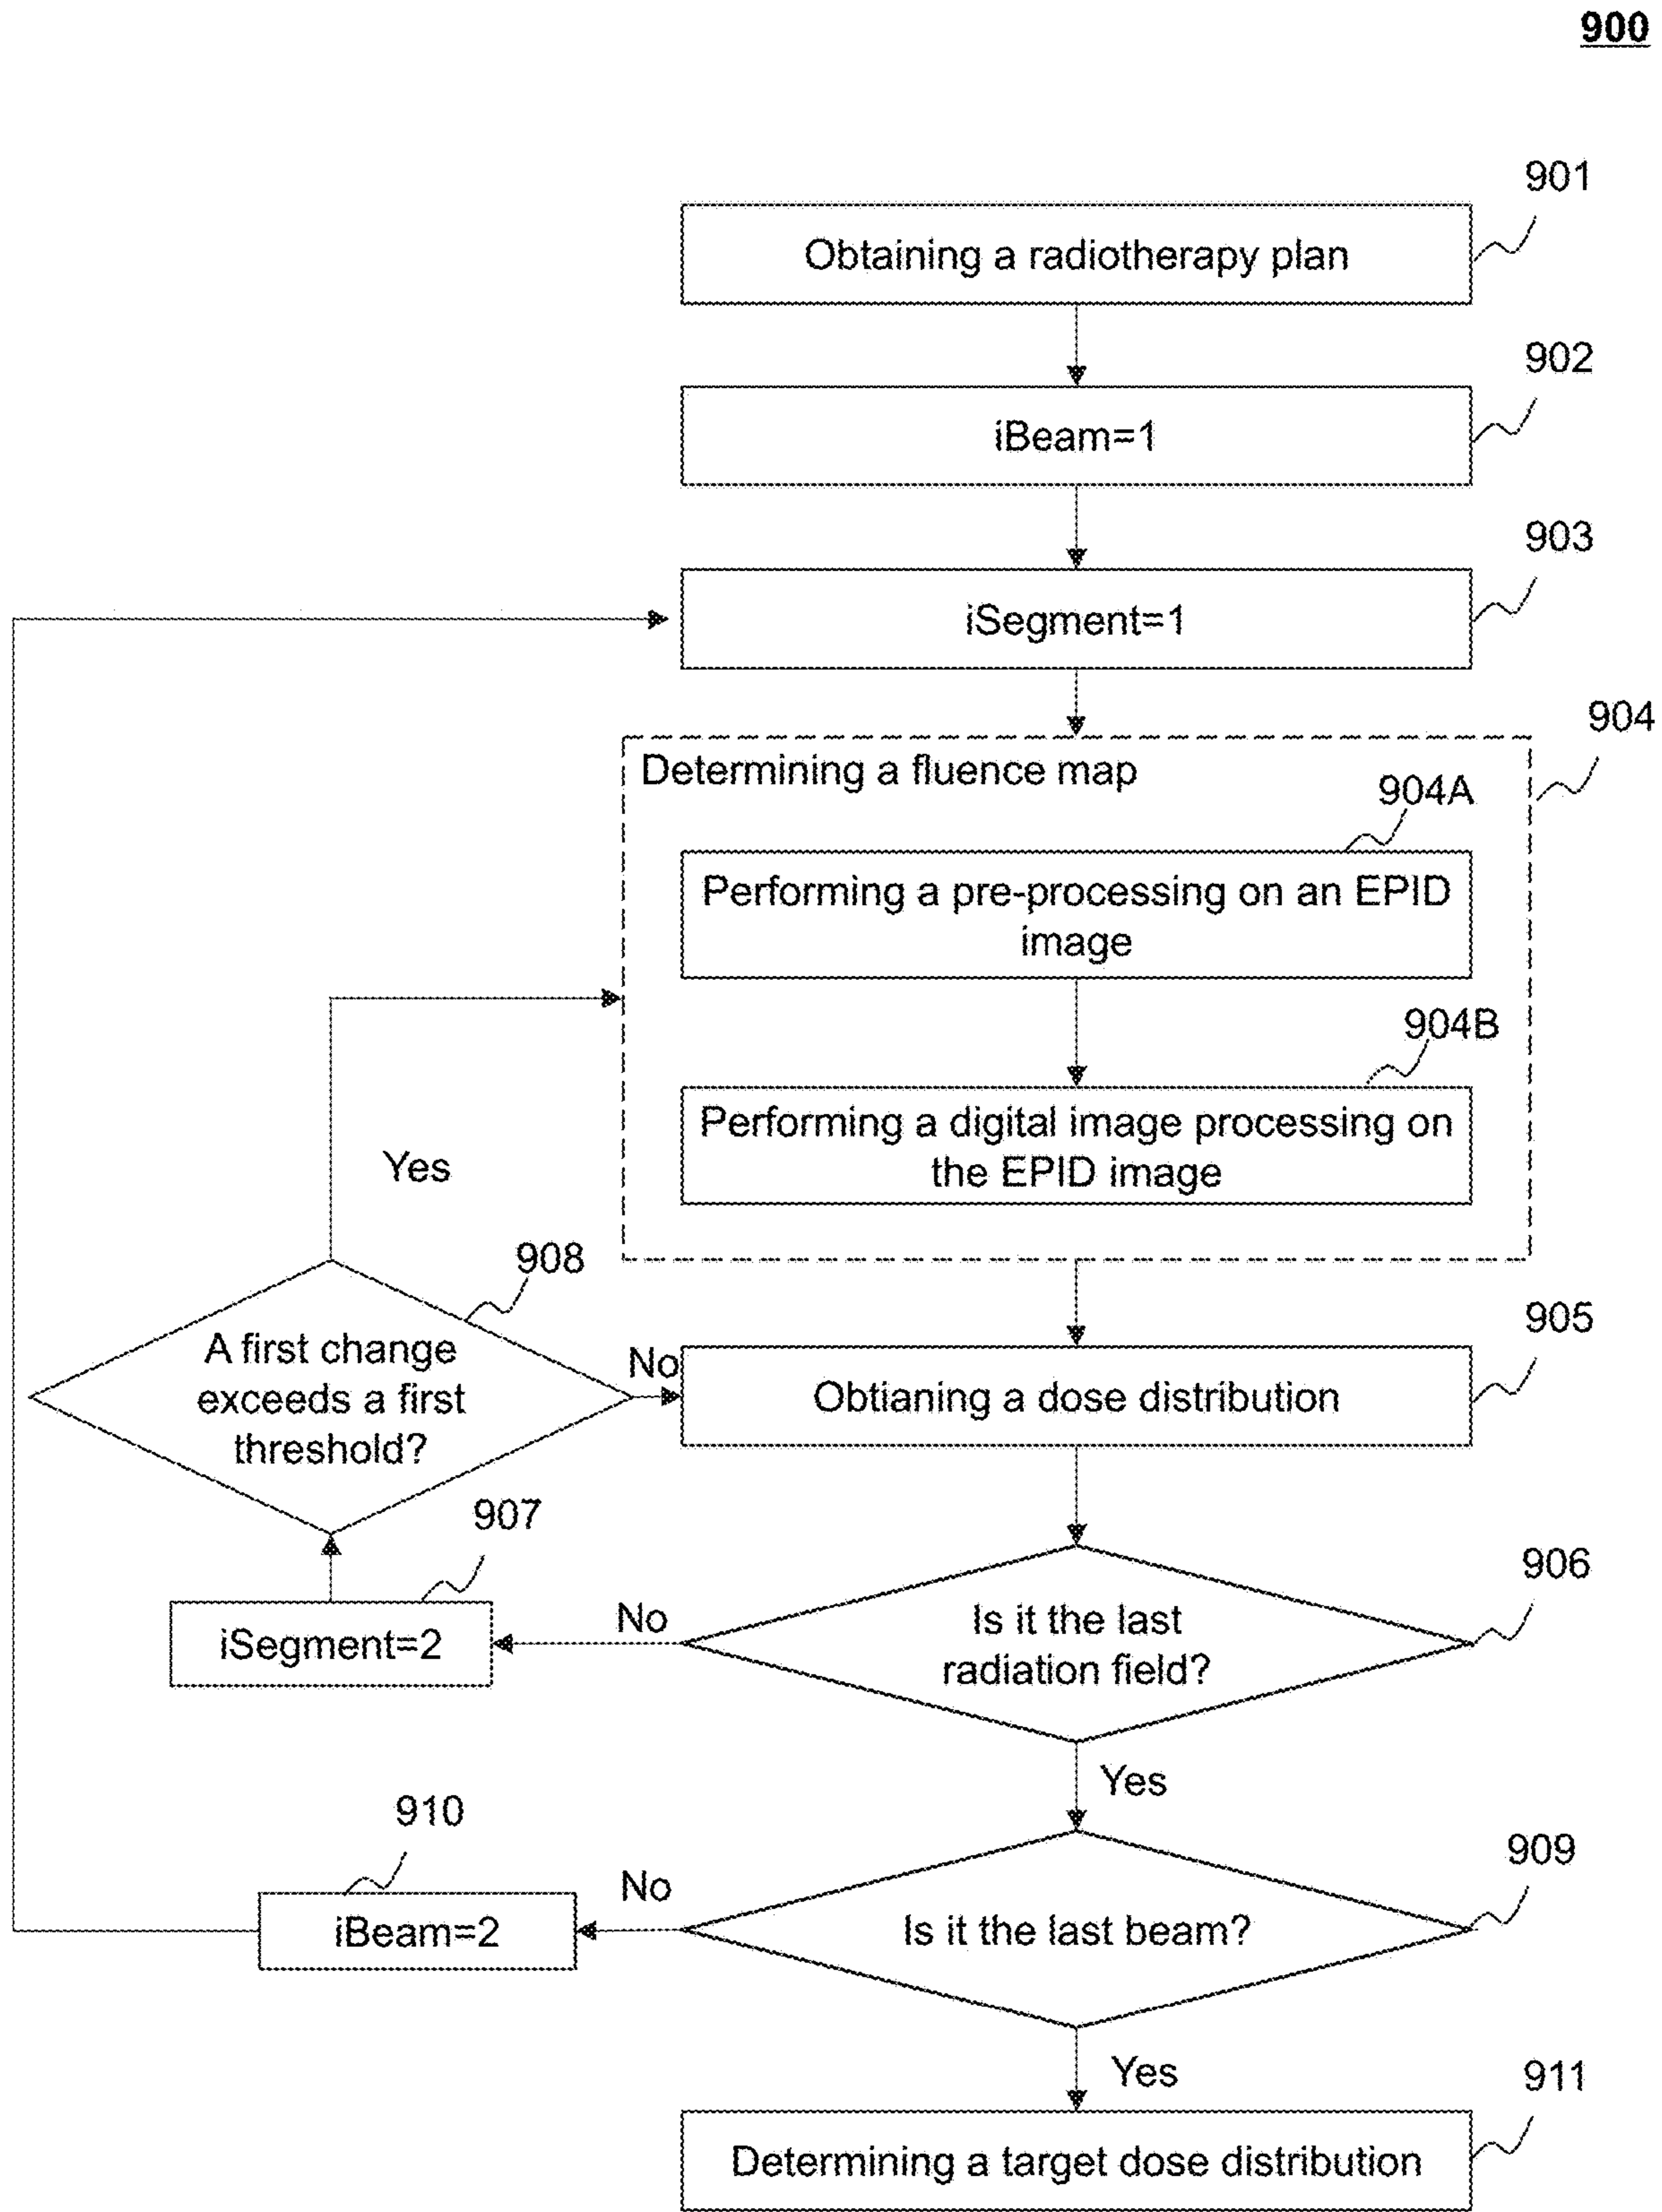 900
901
Obtaining a radiotherapy plan
902
iBeam=1
903
iSegment=1
904
Determining a fluence map
904A
Performing a pre-processing on an EPID
image
904B
Performing a digital image processing on
the EPID image
Yes
908
A first change
exceeds a first
threshold?
No
905
Obtianing a dose distribution
907
iSegment=2
No
906
Is it the last
radiation field?
Yes
910
iBeam=2
No
909
Is it the last beam?
Yes
911
Determining a target dose distribution